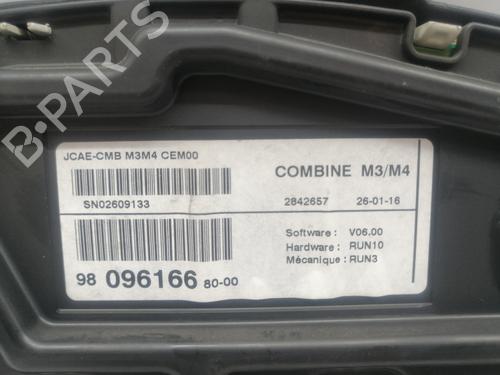 JCAE-CMB M3M4 CEM00
COMBINE M3/M4
SN02609133
2842657 26-01-16
Software : V06.00
Hardware : RUN10
Mécanique : RUN3
98 096166 80-00
B-PARTS